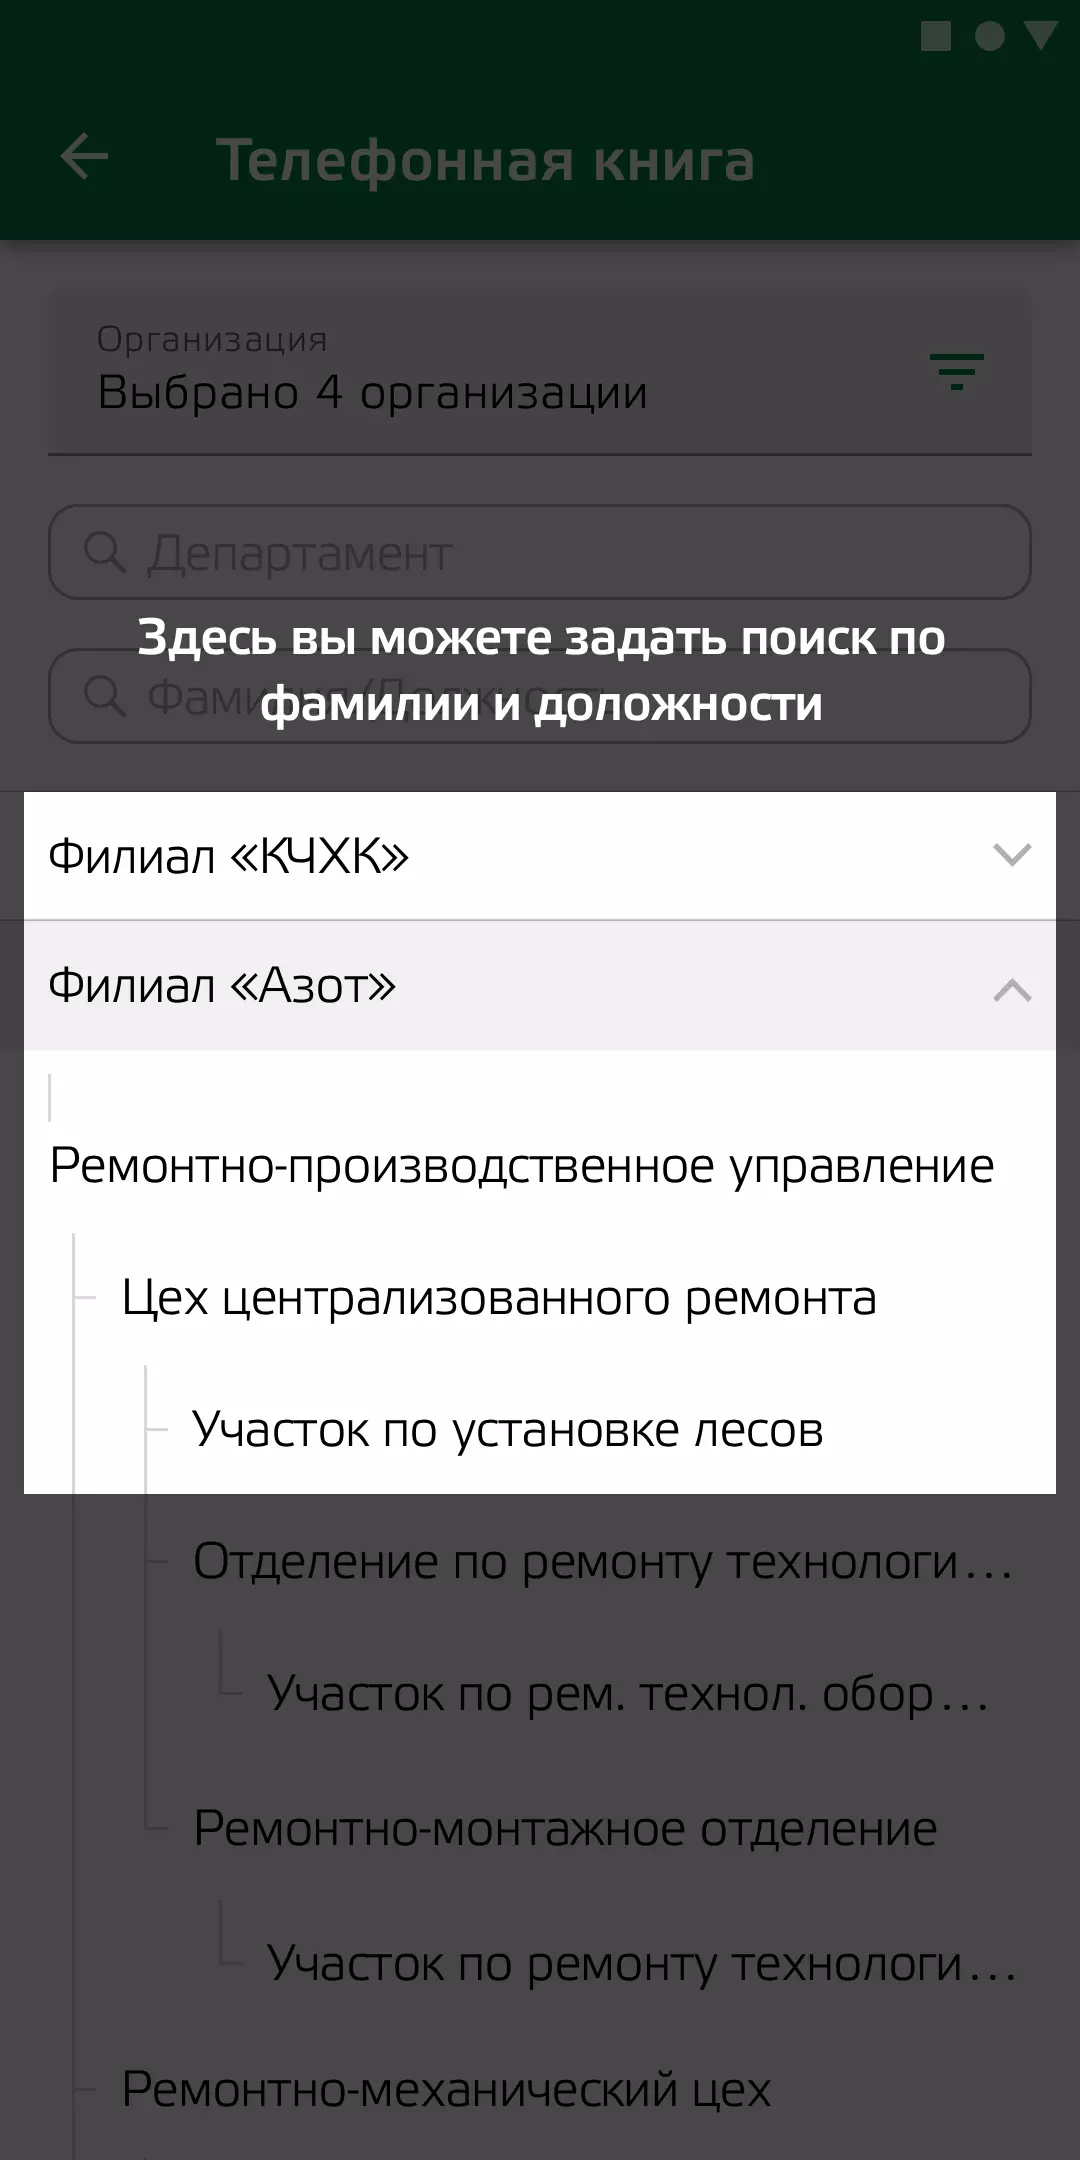 Телефонная книга
Организация
Выбрано 4 организации
Департамент
Здесь вы можете задать поиск по
Фамилия/Должность
фамилии и доложности
Филиал «КЧХК»
Филиал «Азот»
Ремонтно-производственное управление
Цех централизованного ремонта
Участок по установке лесов
Отделение по ремонту технологи...
Участок по рем. технол. обор...
Ремонтно-монтажное отделение
Участок по ремонту технологи...
Ремонтно-механический цех